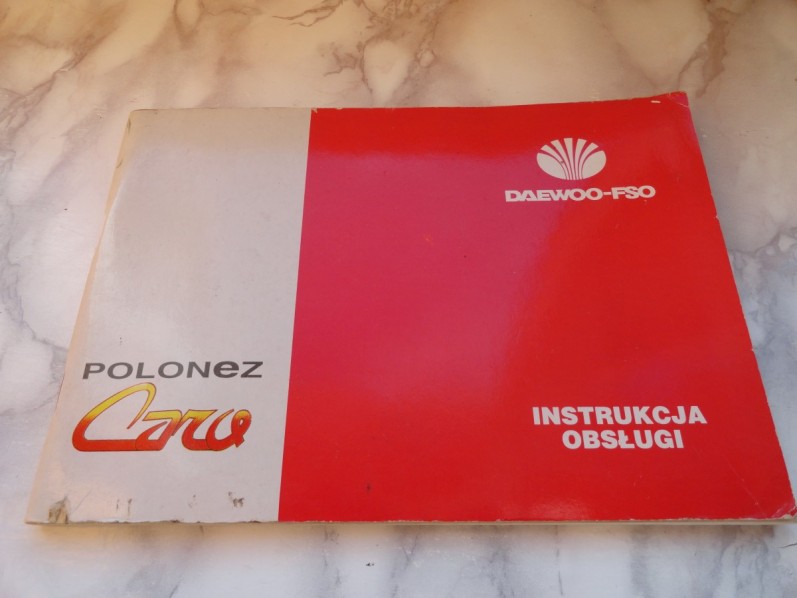 DAEWOO-FSO
POLONEZ
Caro
INSTRUKCJA
OBSŁUGI